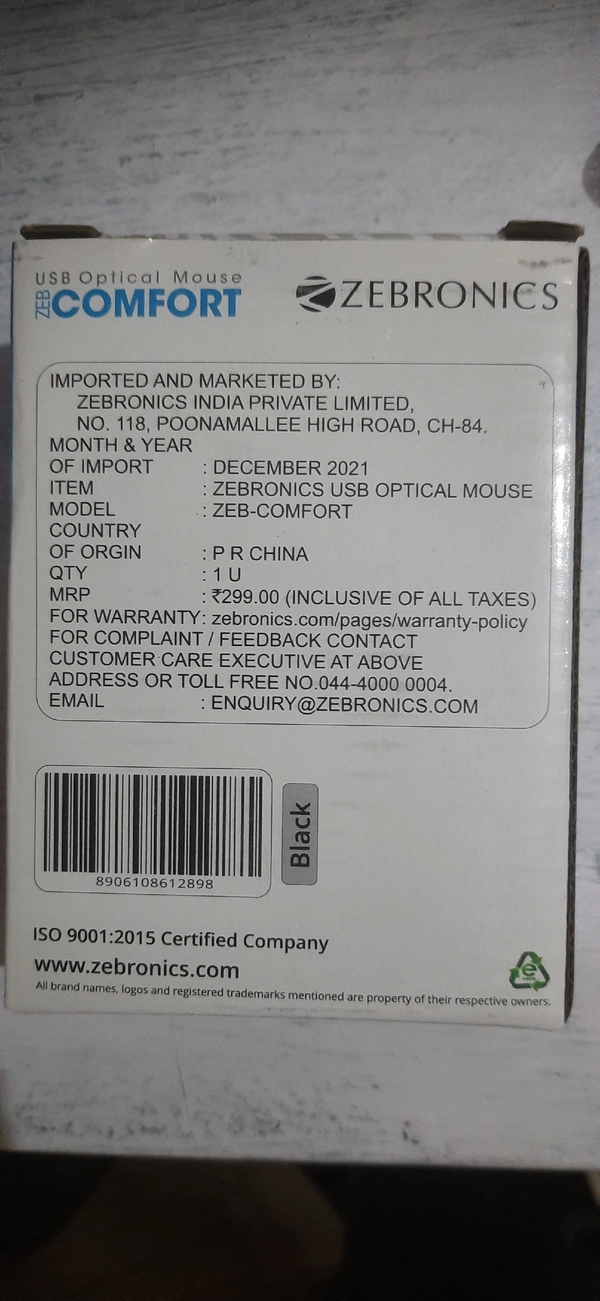 USB Optical Mouse
ZEB COMFORT
ZEBRONICS
IMPORTED AND MARKETED BY:
ZEBRONICS INDIA PRIVATE LIMITED,
NO. 118, POONAMALLEE HIGH ROAD, CH-84.
MONTH & YEAR
OF IMPORT : DECEMBER 2021
ITEM : ZEBRONICS USB OPTICAL MOUSE
MODEL : ZEB-COMFORT
COUNTRY
OF ORGIN : P R CHINA
QTY : 1 U
MRP : ₹299.00 (INCLUSIVE OF ALL TAXES)
FOR WARRANTY: zebronics.com/pages/warranty-policy
FOR COMPLAINT / FEEDBACK CONTACT
CUSTOMER CARE EXECUTIVE AT ABOVE
ADDRESS OR TOLL FREE NO.044-4000 0004.
EMAIL : ENQUIRY@ZEBRONICS.COM
8906108612898
Black
ISO 9001:2015 Certified Company
www.zebronics.com
e
All brand names, logos and registered trademarks mentioned are property of their respective owners.